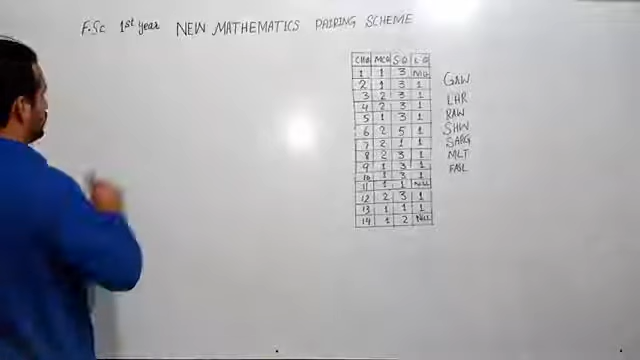 F.Sc 1st year NEW MATHEMATICS PAIRING SCHEME
CH# MCQ S.Q L.Q
1 1 3 NILL
2 1 3 1
3 2 3 1
4 2 3 1
5 1 3 1
6 2 5 1
7 2 1 1
8 2 3 1
9 1 3 1
10 1 3 1
11 1 1 NILL
12 2 3 1
13 1 1 1
14 1 2 NILL
GAW
LHR
RAW
SHW
SARG
MLT
FASL